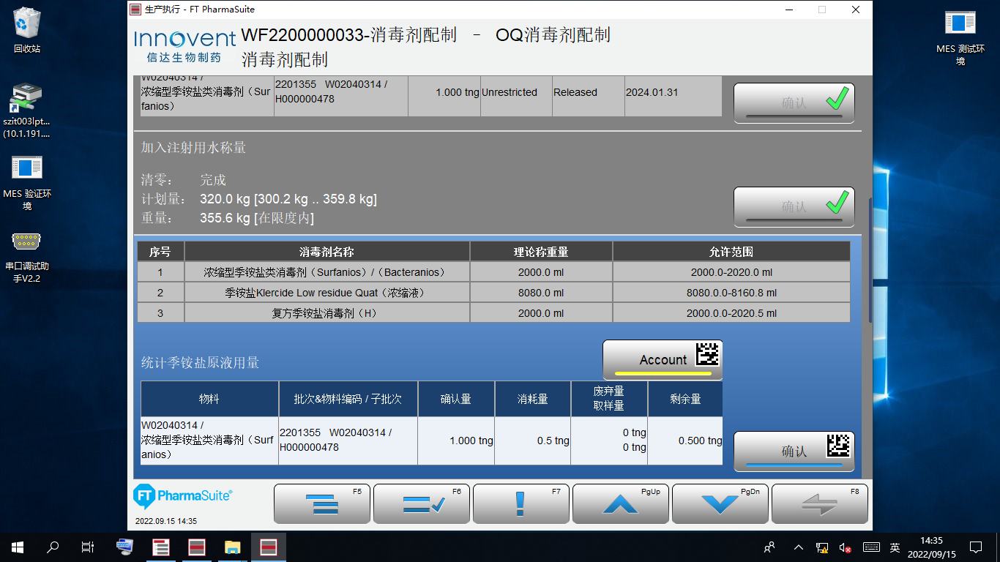 生产执行 - FT PharmaSuite
回收站
szit003lpt...
(10.1.191....
MES 验证环
境
串口调试助
手V2.2
MES 测试环
境
Innovent
信达生物制药
WF2200000033-消毒剂配制 - OQ消毒剂配制
消毒剂配制
W02040314 /
浓缩型季铵盐类消毒剂（Sur
fanios）
2201355 W02040314 /
H000000478
1.000 tng
Unrestricted
Released
2024.01.31
确认
加入注射用水称量
清零： 完成
计划量： 320.0 kg [300.2 kg .. 359.8 kg]
重量： 355.6 kg [在限度内]
确认
序号 消毒剂名称 理论称重量 允许范围
1 浓缩型季铵盐类消毒剂（Surfanios）/（Bacteranios） 2000.0 ml 2000.0-2020.0 ml
2 季铵盐Klercide Low residue Quat（浓缩液） 8080.0 ml 8080.0.0-8160.8 ml
3 复方季铵盐消毒剂（H） 2000.0 ml 2000.0.0-2020.5 ml
统计季铵盐原液用量
Account
物料 批次&物料编码 / 子批次 确认量 消耗量 废弃量 剩余量
取样量
W02040314 /
浓缩型季铵盐类消毒剂（Surf
anios）
2201355 W02040314 /
H000000478
1.000 tng
0.5 tng
0 tng
0 tng
0.500 tng
确认
FT PharmaSuite®
2022.09.15 14:35
F5
F6
F7
PgUp
PgDn
F8
英
14:35
2022/09/15